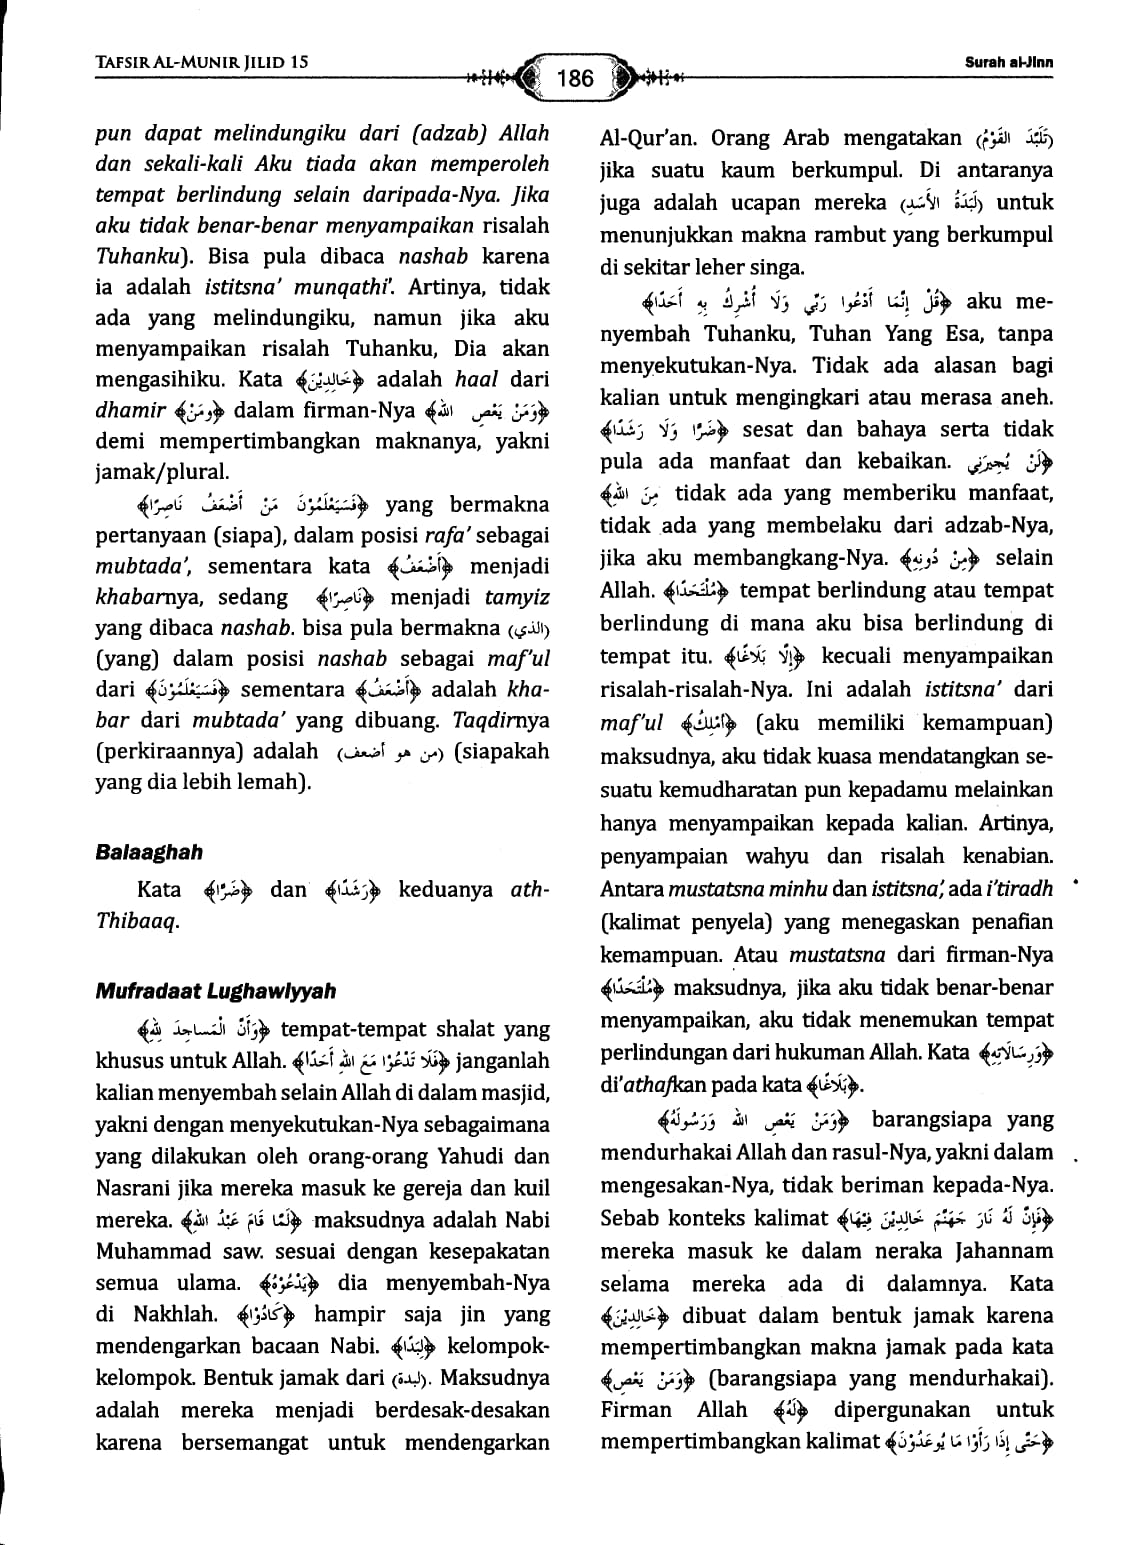 TAFSIR AL-MUNIR JILID 15
186
Surah al-Jinn
pun dapat melindungiku dari (adzab) Allah
dan sekali-kali Aku tiada akan memperoleh
tempat berlindung selain daripada-Nya. Jika
aku tidak benar-benar menyampaikan risalah
Tuhanku). Bisa pula dibaca nashab karena
ia adalah istitsna’ munqathi’. Artinya, tidak
ada yang melindungiku, namun jika aku
menyampaikan risalah Tuhanku, Dia akan
mengasihiku. Kata ﴿خَالِدِيْنَ﴾ adalah haal dari
dhamir ﴿وَمَنْ﴾ dalam firman-Nya ﴿وَمَنْ يَعْصِ الله﴾
demi mempertimbangkan maknanya, yakni
jamak/plural.
﴿فَسَيَعْلَمُوْنَ مَنْ أَضْعَفُ نَاصِرًا﴾ yang bermakna
pertanyaan (siapa), dalam posisi rafa’ sebagai
mubtada’, sementara kata ﴿أَضْعَفُ﴾ menjadi
khabarnya, sedang ﴿نَاصِرًا﴾ menjadi tamyiz
yang dibaca nashab. bisa pula bermakna (الذي)
(yang) dalam posisi nashab sebagai maf’ul
dari ﴿فَسَيَعْلَمُوْنَ﴾ sementara ﴿أَضْعَفُ﴾ adalah kha-
bar dari mubtada’ yang dibuang. Taqdirnya
(perkiraannya) adalah (من هو أضعف) (siapakah
yang dia lebih lemah).
Balaaghah
Kata ﴿ضَرًّا﴾ dan ﴿رَشَدًا﴾ keduanya ath-
Thibaaq.
Mufradaat Lughawiyyah
﴿وَأَنَّ الْمَسَاجِدَ لِلهِ﴾ tempat-tempat shalat yang
khusus untuk Allah. ﴿فَلَا تَدْعُوْا مَعَ اللهِ أَحَدًا﴾ janganlah
kalian menyembah selain Allah di dalam masjid,
yakni dengan menyekutukan-Nya sebagaimana
yang dilakukan oleh orang-orang Yahudi dan
Nasrani jika mereka masuk ke gereja dan kuil
mereka. ﴿لَمَّا قَامَ عَبْدُ اللهِ﴾ maksudnya adalah Nabi
Muhammad saw. sesuai dengan kesepakatan
semua ulama. ﴿يَدْعُوْهُ﴾ dia menyembah-Nya
di Nakhlah. ﴿كَادُوْا﴾ hampir saja jin yang
mendengarkan bacaan Nabi. ﴿لِبَدًا﴾ kelompok-
kelompok. Bentuk jamak dari (لبدة). Maksudnya
adalah mereka menjadi berdesak-desakan
karena bersemangat untuk mendengarkan
Al-Qur’an. Orang Arab mengatakan (تَلَبَّدَ القَوْمُ)
jika suatu kaum berkumpul. Di antaranya
juga adalah ucapan mereka (لَبَدَةُ الأَسَدِ) untuk
menunjukkan makna rambut yang berkumpul
di sekitar leher singa.
﴿قُلْ إِنَّمَا أَدْعُوا رَبِّي وَلَا أُشْرِكُ بِهِ أَحَدًا﴾ aku me-
nyembah Tuhanku, Tuhan Yang Esa, tanpa
menyekutukan-Nya. Tidak ada alasan bagi
kalian untuk mengingkari atau merasa aneh.
﴿ضَرًّا وَلَا رَشَدًا﴾ sesat dan bahaya serta tidak
pula ada manfaat dan kebaikan. ﴿لَنْ يُجِيرَنِي
مِنَ اللهِ﴾ tidak ada yang memberiku manfaat,
tidak ada yang membelaku dari adzab-Nya,
jika aku membangkang-Nya. ﴿مِنْ دُونِهِ﴾ selain
Allah. ﴿مُلْتَحَدًا﴾ tempat berlindung atau tempat
berlindung di mana aku bisa berlindung di
tempat itu. ﴿إِلَّا بَلَاغًا﴾ kecuali menyampaikan
risalah-risalah-Nya. Ini adalah istitsna’ dari
maf’ul ﴿أَمْلِكُ﴾ (aku memiliki kemampuan)
maksudnya, aku tidak kuasa mendatangkan se-
suatu kemudharatan pun kepadamu melainkan
hanya menyampaikan kepada kalian. Artinya,
penyampaian wahyu dan risalah kenabian.
Antara mustatsna minhu dan istitsna’, ada i’tiradh
(kalimat penyela) yang menegaskan penafian
kemampuan. Atau mustatsna dari firman-Nya
﴿مُلْتَحَدًا﴾ maksudnya, jika aku tidak benar-benar
menyampaikan, aku tidak menemukan tempat
perlindungan dari hukuman Allah. Kata ﴿وَرِسَالَاتِهِ﴾
di’athafkan pada kata ﴿بَلَاغًا﴾.
﴿وَمَنْ يَعْصِ الله وَرَسُولَهُ﴾ barangsiapa yang
mendurhakai Allah dan rasul-Nya, yakni dalam
mengesakan-Nya, tidak beriman kepada-Nya.
Sebab konteks kalimat ﴿فَإِنَّ لَهُ نَارَ جَهَنَّمَ خَالِدِيْنَ فِيْهَا﴾
mereka masuk ke dalam neraka Jahannam
selama mereka ada di dalamnya. Kata
﴿خَالِدِيْنَ﴾ dibuat dalam bentuk jamak karena
mempertimbangkan makna jamak pada kata
﴿وَمَنْ يَعْصِ﴾ (barangsiapa yang mendurhakai).
Firman Allah ﴿لَهُ﴾ dipergunakan untuk
mempertimbangkan kalimat ﴿حَتَّى إِذَا رَأَوْا مَا يُوعَدُوْنَ﴾